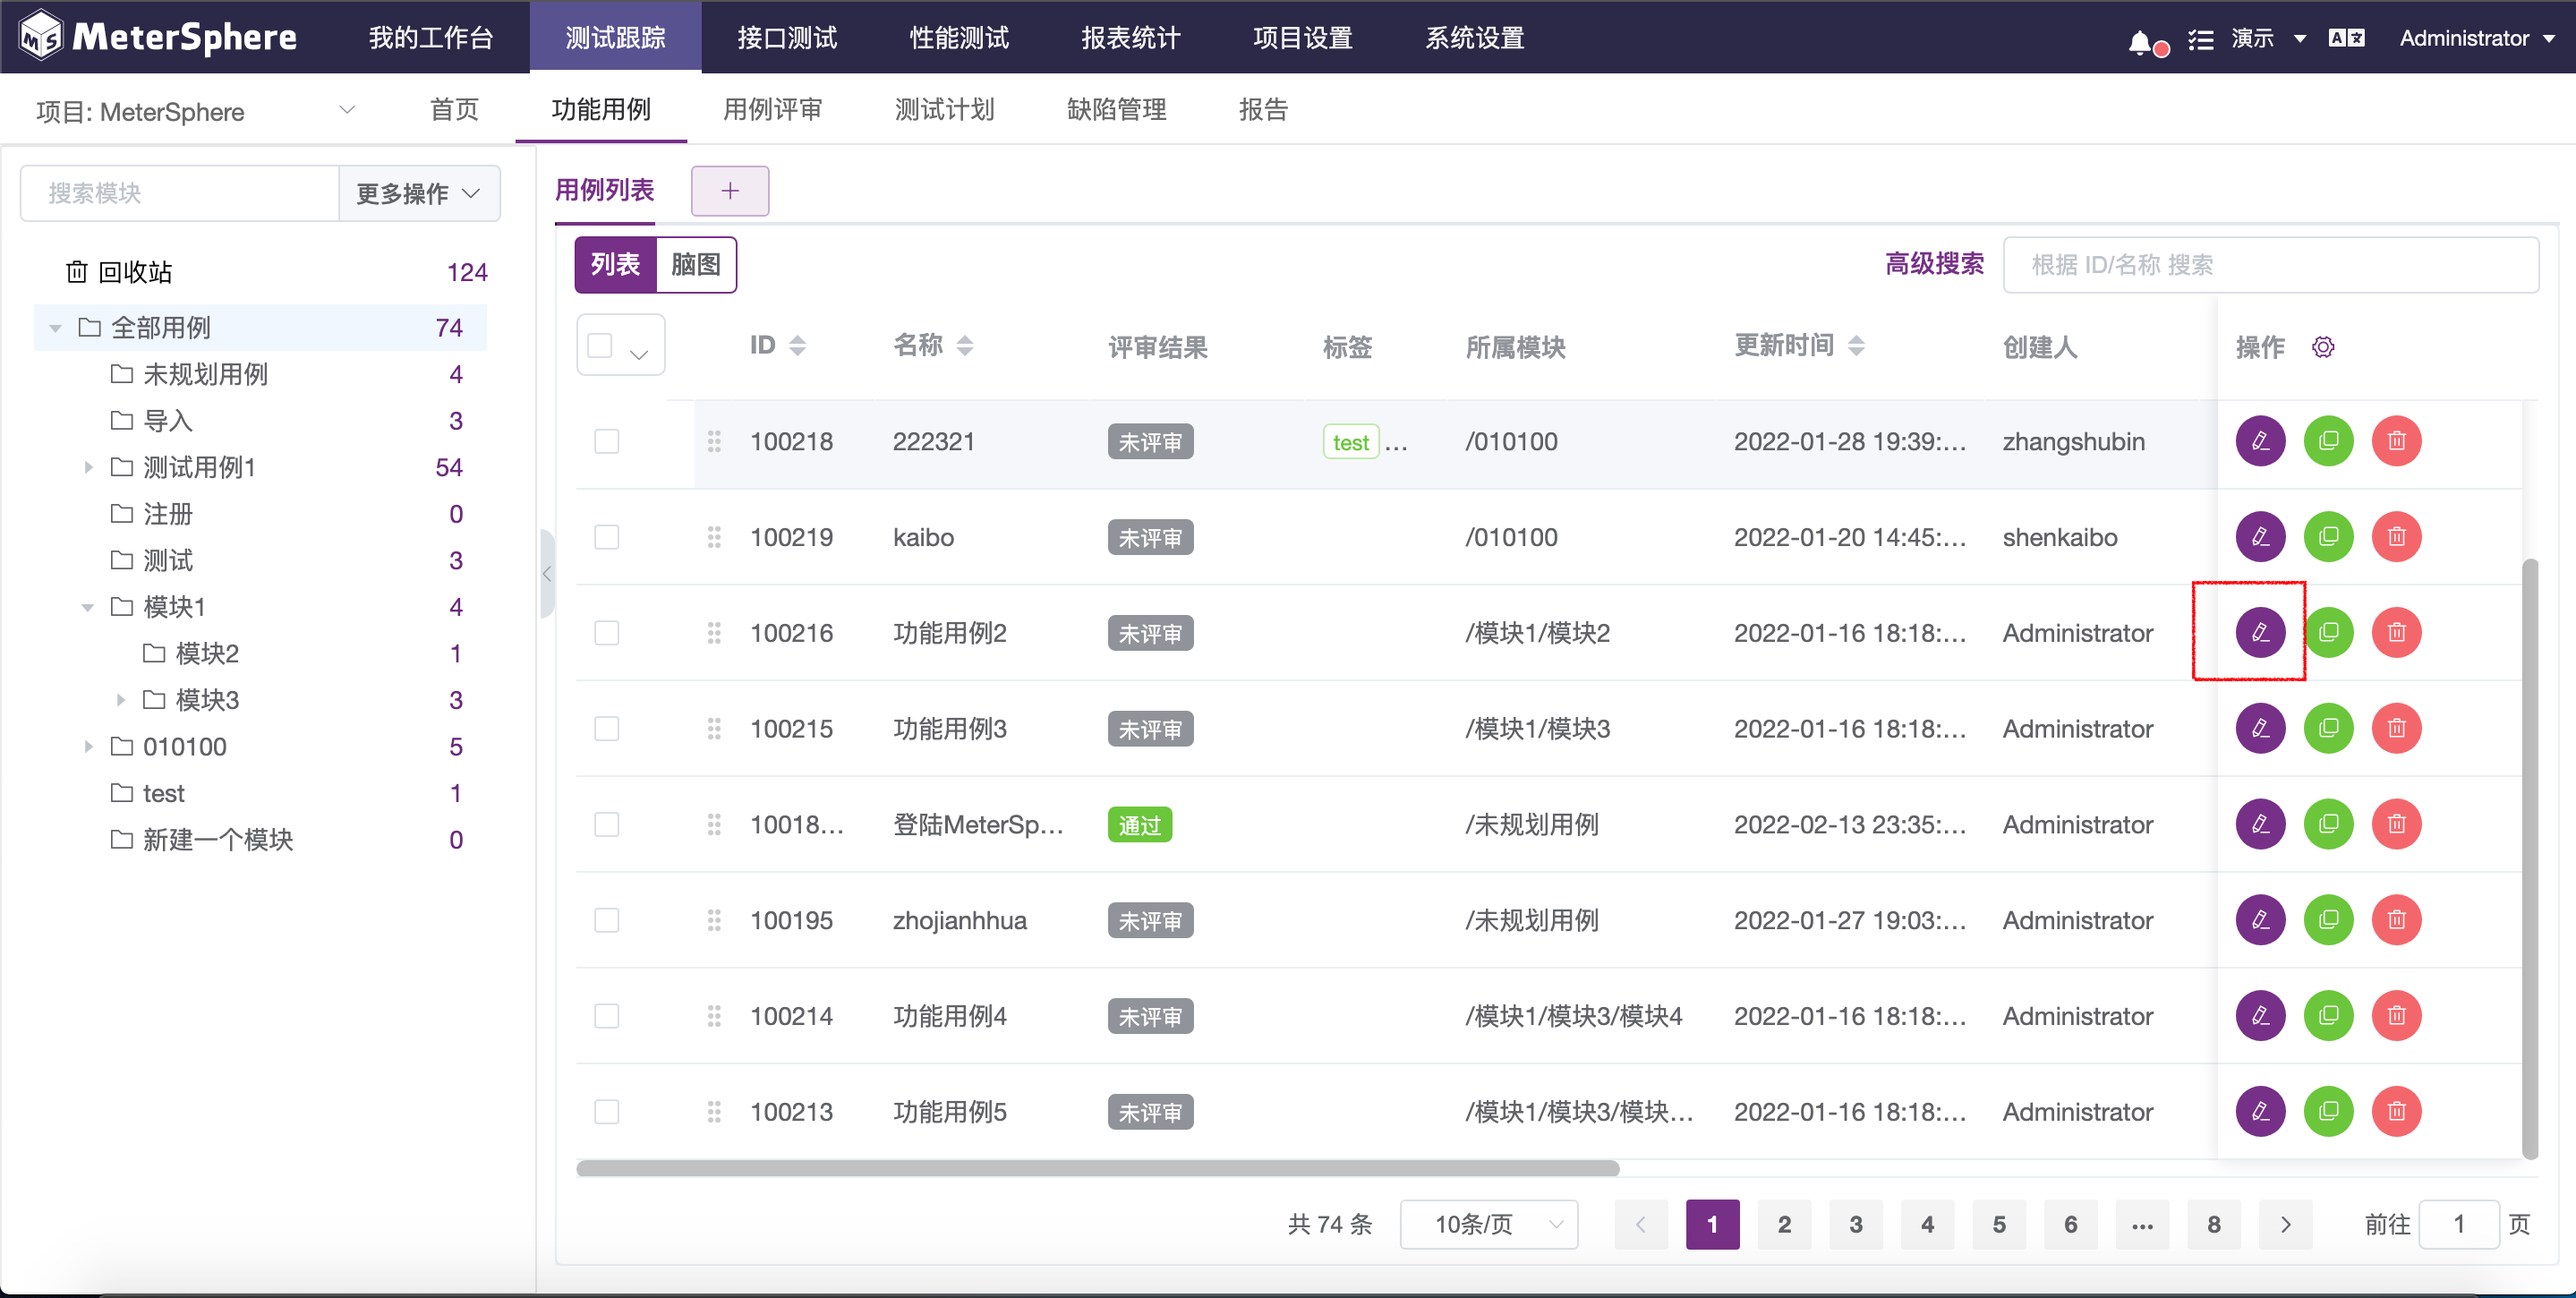 MeterSphere 我的工作台 测试跟踪 接口测试 性能测试 报表统计 项目设置 系统设置 演示 Administrator
项目: MeterSphere 首页 功能用例 用例评审 测试计划 缺陷管理 报告
搜索模块 更多操作
回收站 124
全部用例 74
未规划用例 4
导入 3
测试用例1 54
注册 0
测试 3
模块1 4
模块2 1
模块3 3
010100 5
test 1
新建一个模块 0
用例列表 +
列表 脑图 高级搜索 根据 ID/名称 搜索
ID 名称 评审结果 标签 所属模块 更新时间 创建人 操作
100218 222321 未评审 test ... /010100 2022-01-28 19:39:... zhangshubin
100219 kaibo 未评审 /010100 2022-01-20 14:45:... shenkaibo
100216 功能用例2 未评审 /模块1/模块2 2022-01-16 18:18:... Administrator
100215 功能用例3 未评审 /模块1/模块3 2022-01-16 18:18:... Administrator
10018... 登陆MeterSp... 通过 /未规划用例 2022-02-13 23:35:... Administrator
100195 zhojianhhua 未评审 /未规划用例 2022-01-27 19:03:... Administrator
100214 功能用例4 未评审 /模块1/模块3/模块4 2022-01-16 18:18:... Administrator
100213 功能用例5 未评审 /模块1/模块3/模块... 2022-01-16 18:18:... Administrator
共 74 条 10条/页 1 2 3 4 5 6 ... 8 前往 1 页